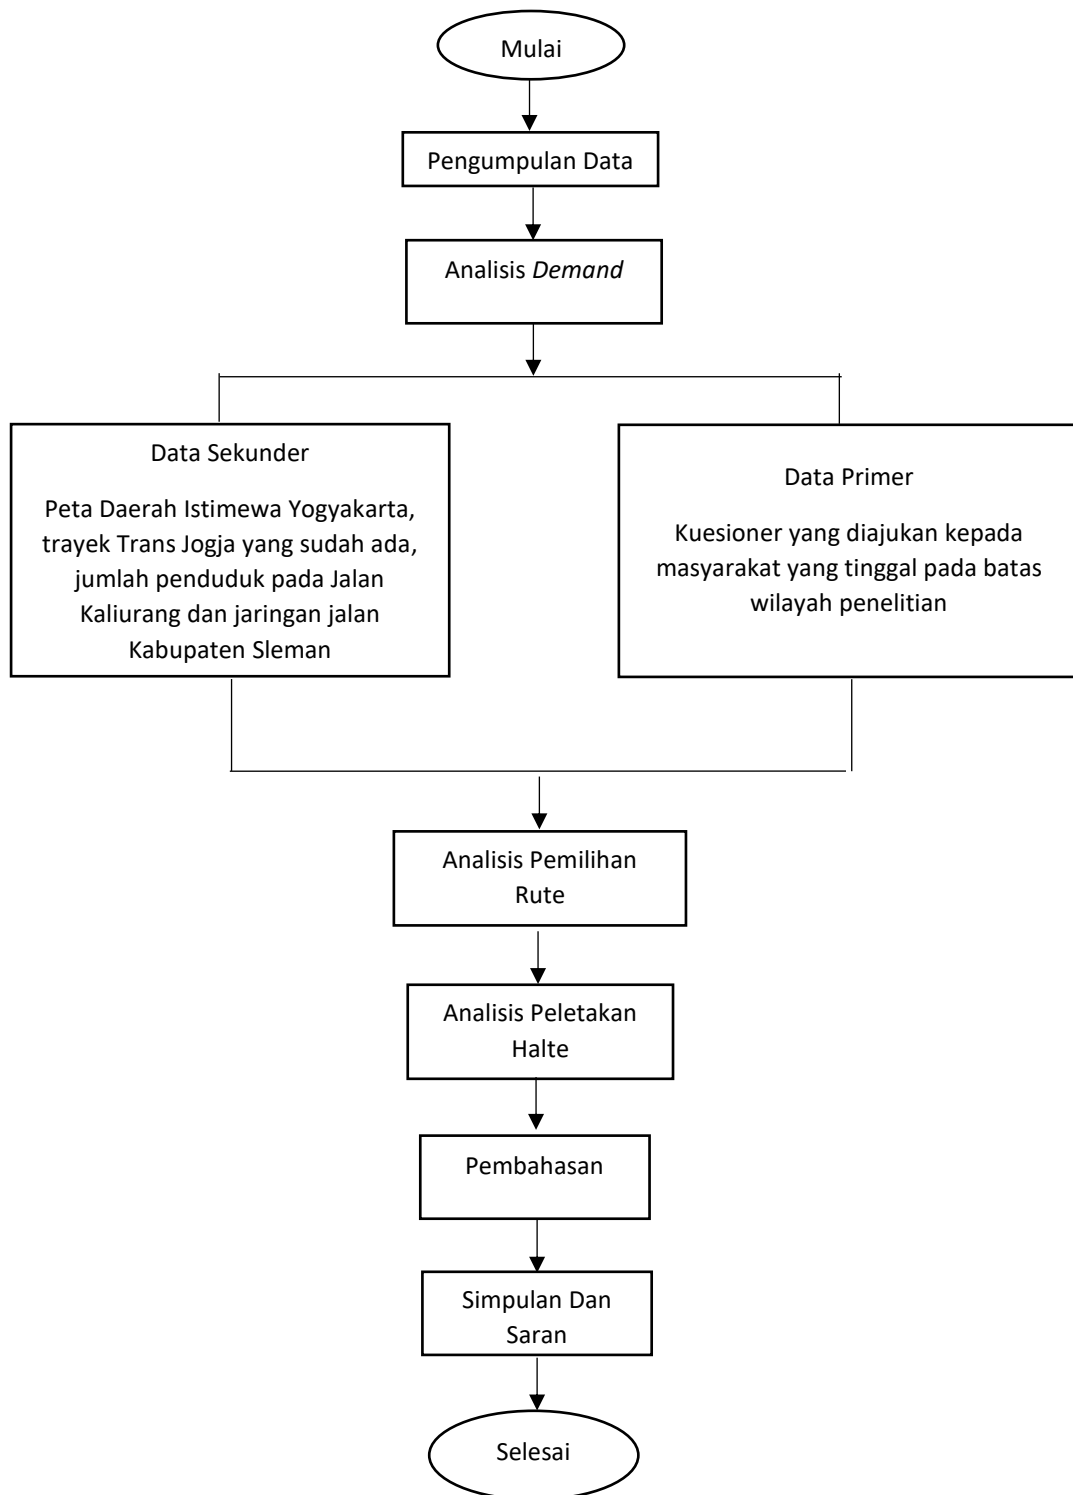 Mulai
Pengumpulan Data
Analisis Demand
Data Sekunder
Peta Daerah Istimewa Yogyakarta,
trayek Trans Jogja yang sudah ada,
jumlah penduduk pada Jalan
Kaliurang dan jaringan jalan
Kabupaten Sleman
Data Primer
Kuesioner yang diajukan kepada
masyarakat yang tinggal pada batas
wilayah penelitian
Analisis Pemilihan
Rute
Analisis Peletakan
Halte
Pembahasan
Simpulan Dan
Saran
Selesai